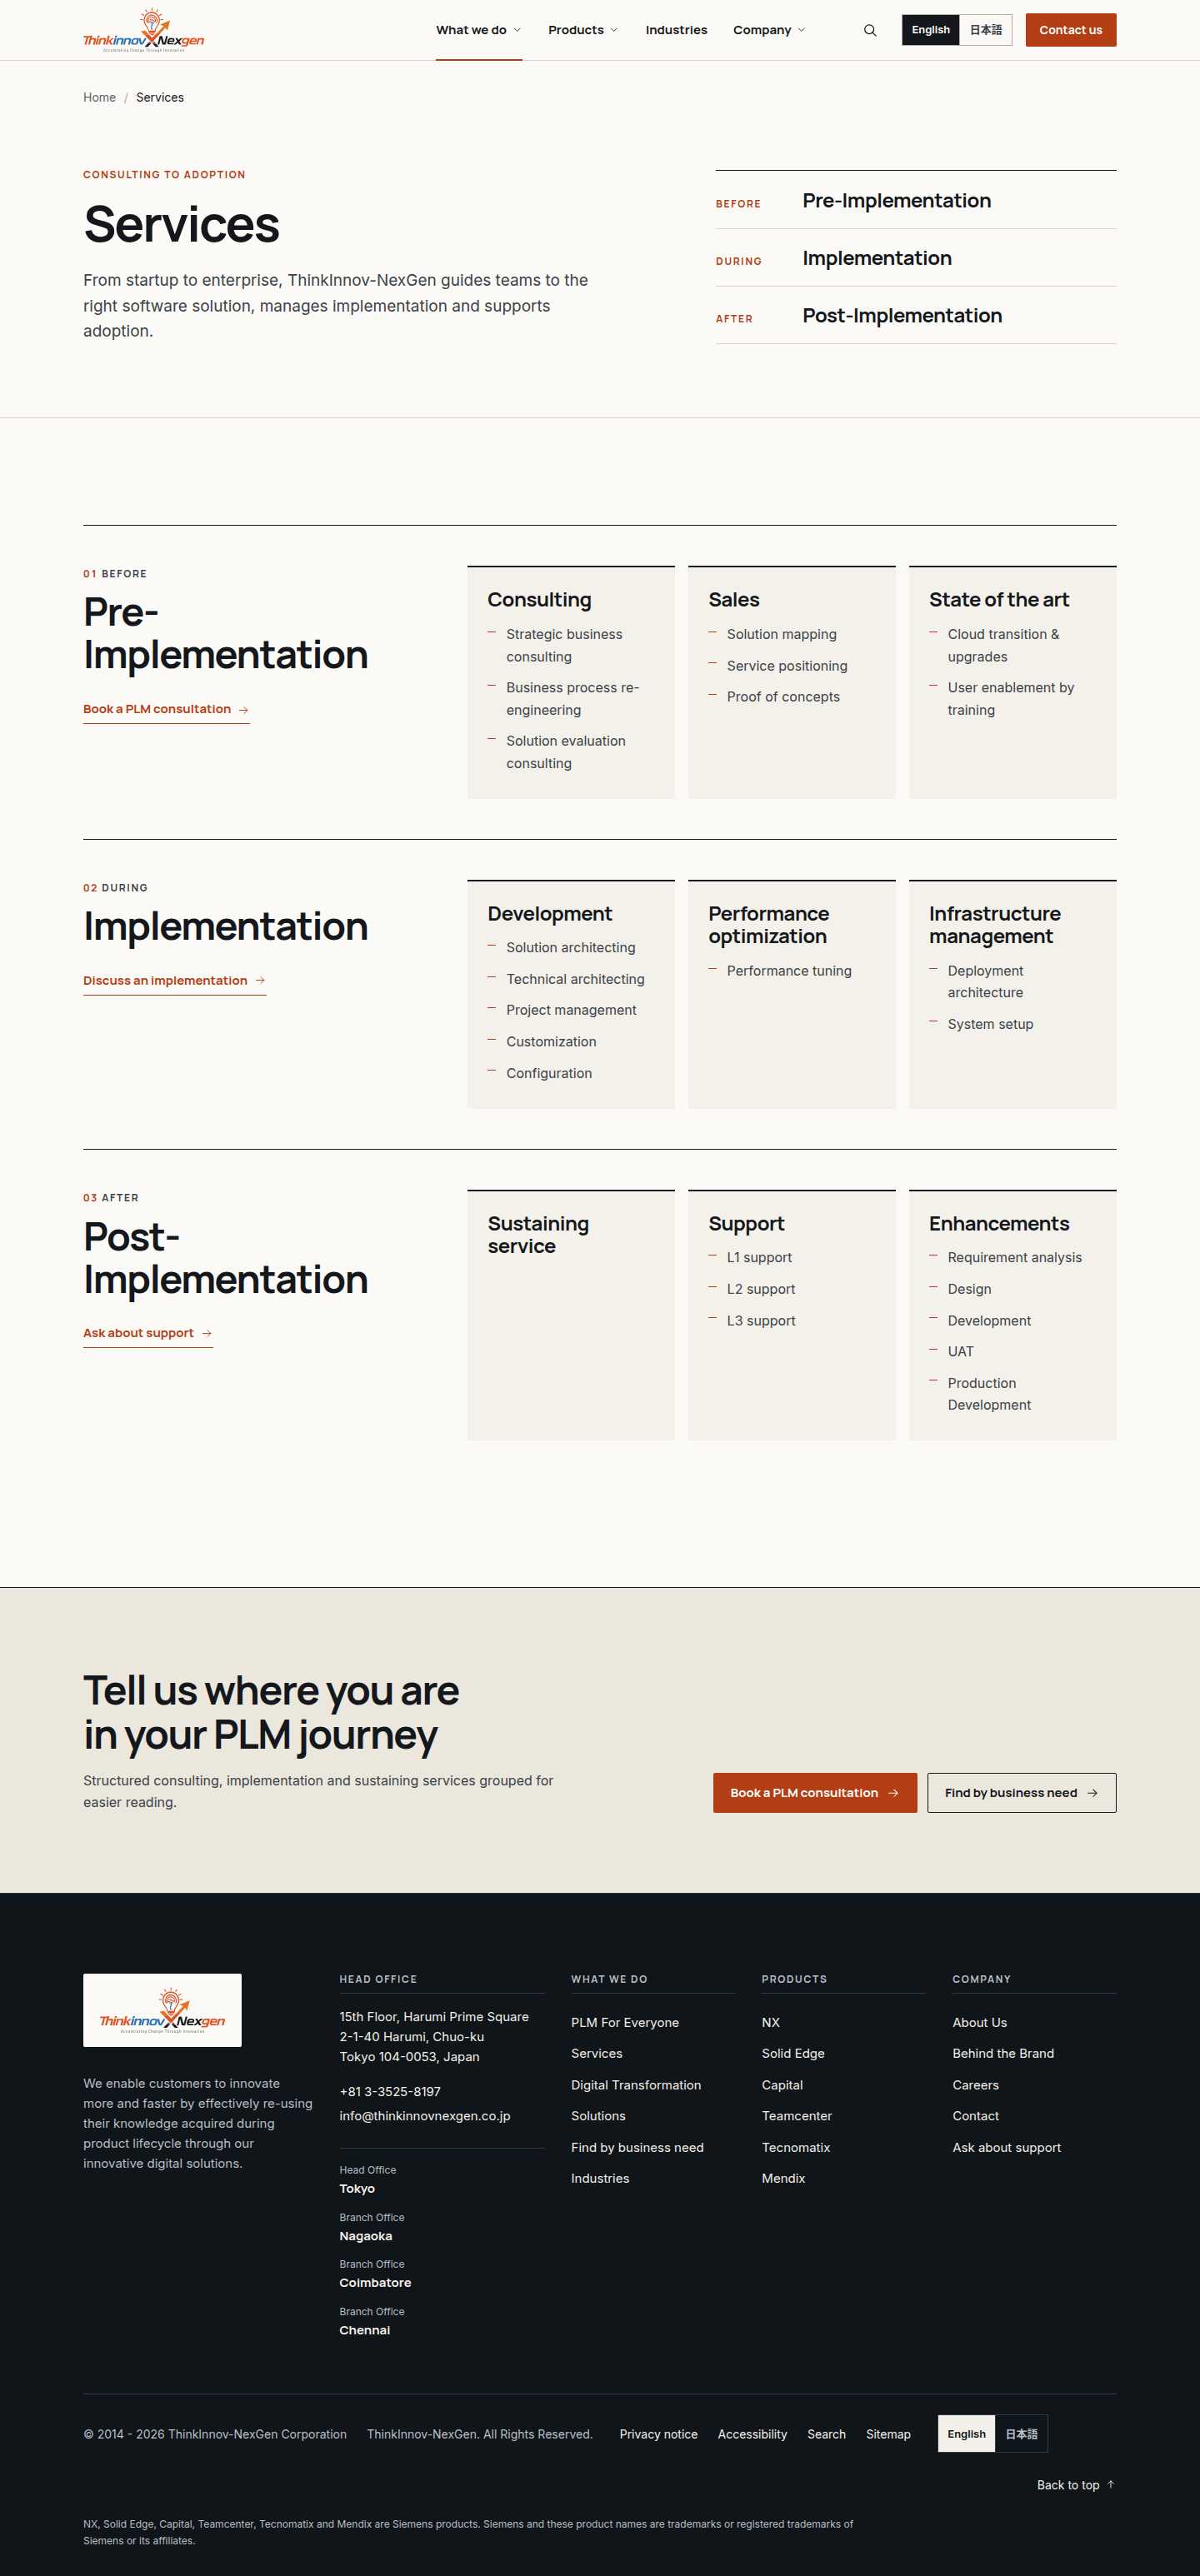 ThinkinnovXNexgen
Accelerating Change Through Innovation
What we do
Products
Industries
Company
English
日本語
Contact us
Home / Services
CONSULTING TO ADOPTION
Services
From startup to enterprise, ThinkInnov-NexGen guides teams to the
right software solution, manages implementation and supports
adoption.
BEFORE Pre-Implementation
DURING Implementation
AFTER Post-Implementation
01 BEFORE
Pre-
Implementation
Book a PLM consultation →
Consulting
— Strategic business
consulting
— Business process re-
engineering
— Solution evaluation
consulting
Sales
— Solution mapping
— Service positioning
— Proof of concepts
State of the art
— Cloud transition &
upgrades
— User enablement by
training
02 DURING
Implementation
Discuss an implementation →
Development
— Solution architecting
— Technical architecting
— Project management
— Customization
— Configuration
Performance
optimization
— Performance tuning
Infrastructure
management
— Deployment
architecture
— System setup
03 AFTER
Post-
Implementation
Ask about support →
Sustaining
service
Support
— L1 support
— L2 support
— L3 support
Enhancements
— Requirement analysis
— Design
— Development
— UAT
— Production
Development
Tell us where you are
in your PLM journey
Structured consulting, implementation and sustaining services grouped for
easier reading.
Book a PLM consultation →
Find by business need →
ThinkinnovXNexgen
Accelerating Change Through Innovation
We enable customers to innovate
more and faster by effectively re-using
their knowledge acquired during
product lifecycle through our
innovative digital solutions.
HEAD OFFICE
15th Floor, Harumi Prime Square
2-1-40 Harumi, Chuo-ku
Tokyo 104-0053, Japan
+81 3-3525-8197
info@thinkinnovnexgen.co.jp
Head Office
Tokyo
Branch Office
Nagaoka
Branch Office
Coimbatore
Branch Office
Chennai
WHAT WE DO
PLM For Everyone
Services
Digital Transformation
Solutions
Find by business need
Industries
PRODUCTS
NX
Solid Edge
Capital
Teamcenter
Tecnomatix
Mendix
COMPANY
About Us
Behind the Brand
Careers
Contact
Ask about support
© 2014 - 2026 ThinkInnov-NexGen Corporation
ThinkInnov-NexGen. All Rights Reserved.
Privacy notice
Accessibility
Search
Sitemap
English
日本語
Back to top ↑
NX, Solid Edge, Capital, Teamcenter, Tecnomatix and Mendix are Siemens products. Siemens and these product names are trademarks or registered trademarks of
Siemens or its affiliates.